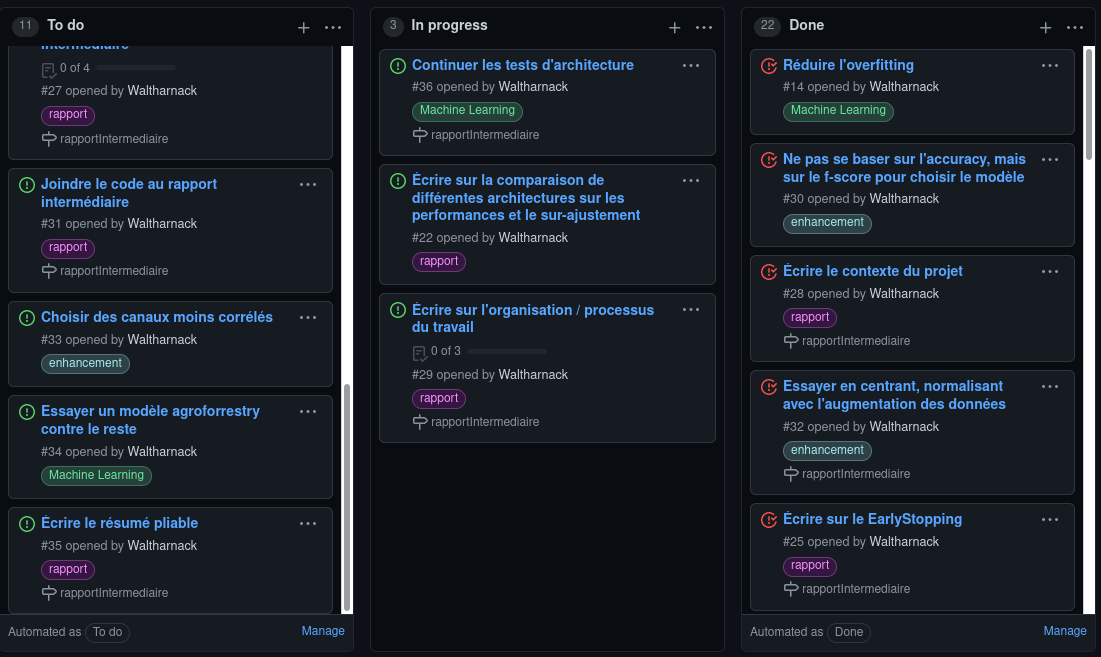 11 To do
intermédiaire
0 of 4
#27 opened by Waltharnack
rapport
rapportIntermediaire
Joindre le code au rapport
intermédiaire
#31 opened by Waltharnack
rapport
rapportIntermediaire
Choisir des canaux moins corrélés
#33 opened by Waltharnack
enhancement
Essayer un modèle agroforrestry
contre le reste
#34 opened by Waltharnack
Machine Learning
Écrire le résumé pliable
#35 opened by Waltharnack
rapport
rapportIntermediaire
Automated as To do Manage
3 In progress
Continuer les tests d'architecture
#36 opened by Waltharnack
Machine Learning
rapportIntermediaire
Écrire sur la comparaison de
différentes architectures sur les
performances et le sur-ajustement
#22 opened by Waltharnack
rapport
Écrire sur l'organisation / processus
du travail
0 of 3
#29 opened by Waltharnack
rapport
rapportIntermediaire
22 Done
Réduire l'overfitting
#14 opened by Waltharnack
Machine Learning
Ne pas se baser sur l'accuracy, mais
sur le f-score pour choisir le modèle
#30 opened by Waltharnack
enhancement
Écrire le contexte du projet
#28 opened by Waltharnack
rapport
rapportIntermediaire
Essayer en centrant, normalisant
avec l'augmentation des données
#32 opened by Waltharnack
enhancement
rapportIntermediaire
Écrire sur le EarlyStopping
#25 opened by Waltharnack
rapport
rapportIntermediaire
Automated as Done Manage